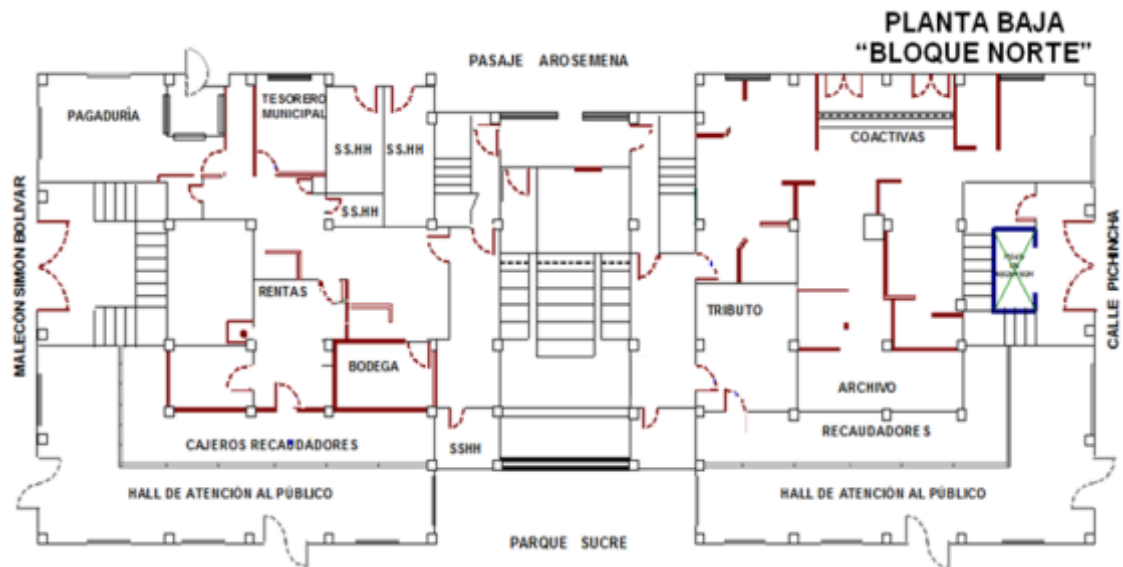 PLANTA BAJA
“BLOQUE NORTE”
PASAJE AROSEMENA
PAGADURÍA
TESORERO
MUNICIPAL
SS.HH
SS.HH
SS.HH
COACTIVAS
MALECÓN SIMÓN BOLIVAR
CALLE PICHINCHA
RENTAS
TRIBUTO
BODEGA
ARCHIVO
CAJEROS RECAUDADORES
SSHH
RECAUDADORES
HALL DE ATENCIÓN AL PÚBLICO
HALL DE ATENCIÓN AL PÚBLICO
PARQUE SUCRE